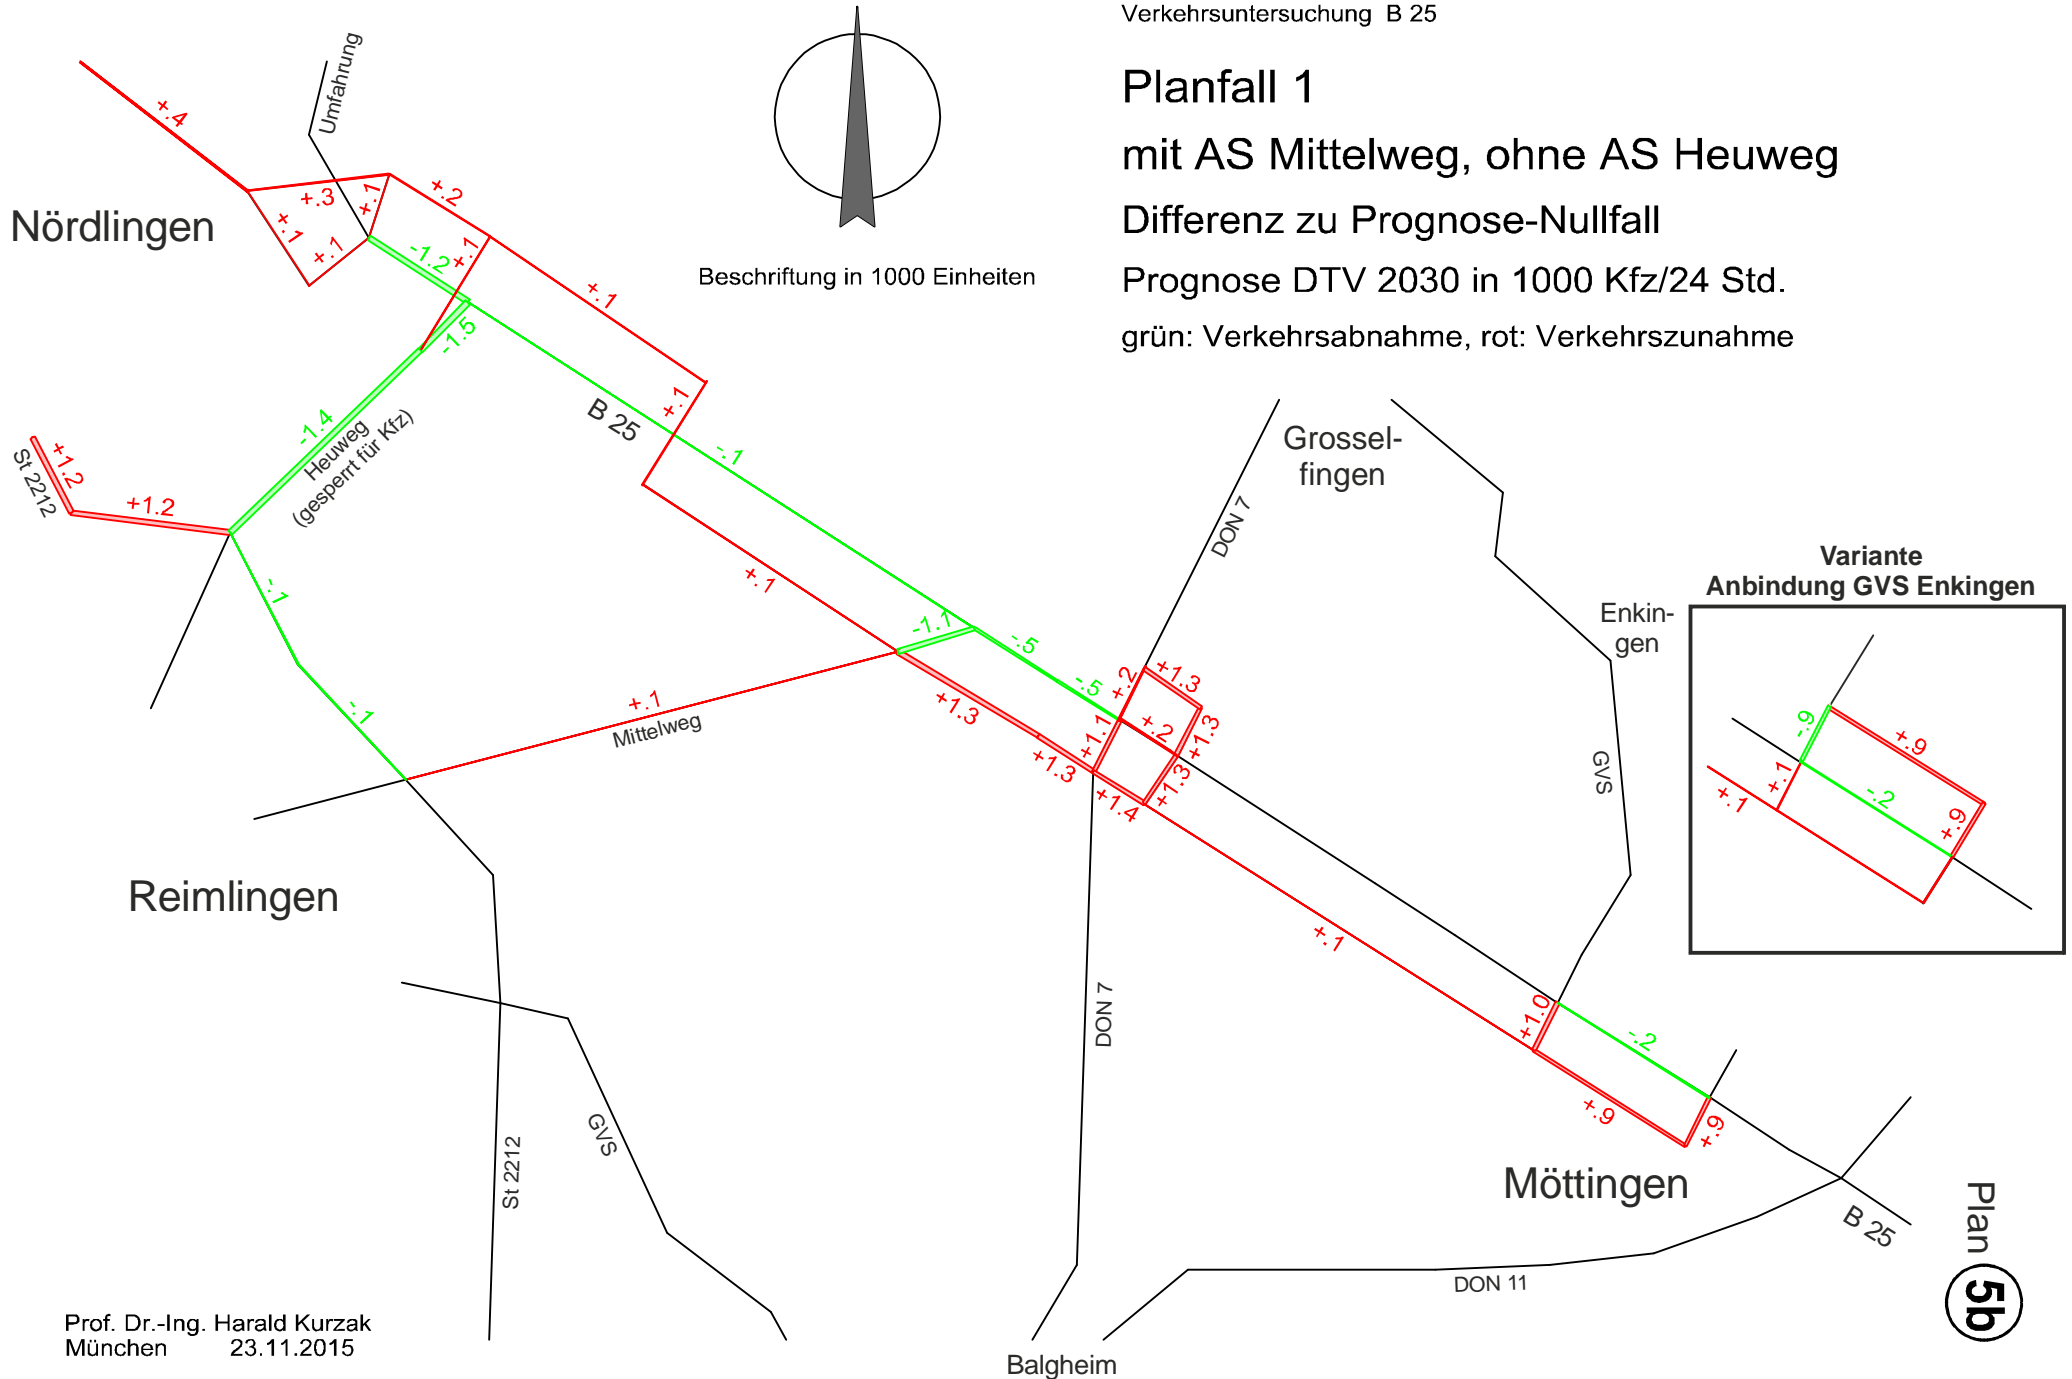 Verkehrsuntersuchung B 25
Planfall 1
mit AS Mittelweg, ohne AS Heuweg
Differenz zu Prognose-Nullfall
Prognose DTV 2030 in 1000 Kfz/24 Std.
grün: Verkehrsabnahme, rot: Verkehrszunahme
Beschriftung in 1000 Einheiten
Umfahrung
+.4
+.3
+.1
+.2
+.1
+.1
+.1
Nördlingen
-1.2
-1.5
+.1
+.1
B 25
-.1
-1.4
Heuweg
(gesperrt für Kfz)
+1.2
St 2212
+1.2
-.1
-.1
+.1
+.1
Mittelweg
-1.1
-.5
-.5
+1.3
+1.3
+.2
+1.3
+1.3
+.2
+1.1
+1.3
+1.4
Grossel-
fingen
DON 7
Enkin-
gen
GVS
Variante
Anbindung GVS Enkingen
-.9
+.9
+.1
+.1
-.2
+.9
Reimlingen
+.1
DON 7
+1.0
-.2
+.9
+.9
GVS
St 2212
Möttingen
B 25
DON 11
Balgheim
Plan 5b
Prof. Dr.-Ing. Harald Kurzak
München 23.11.2015